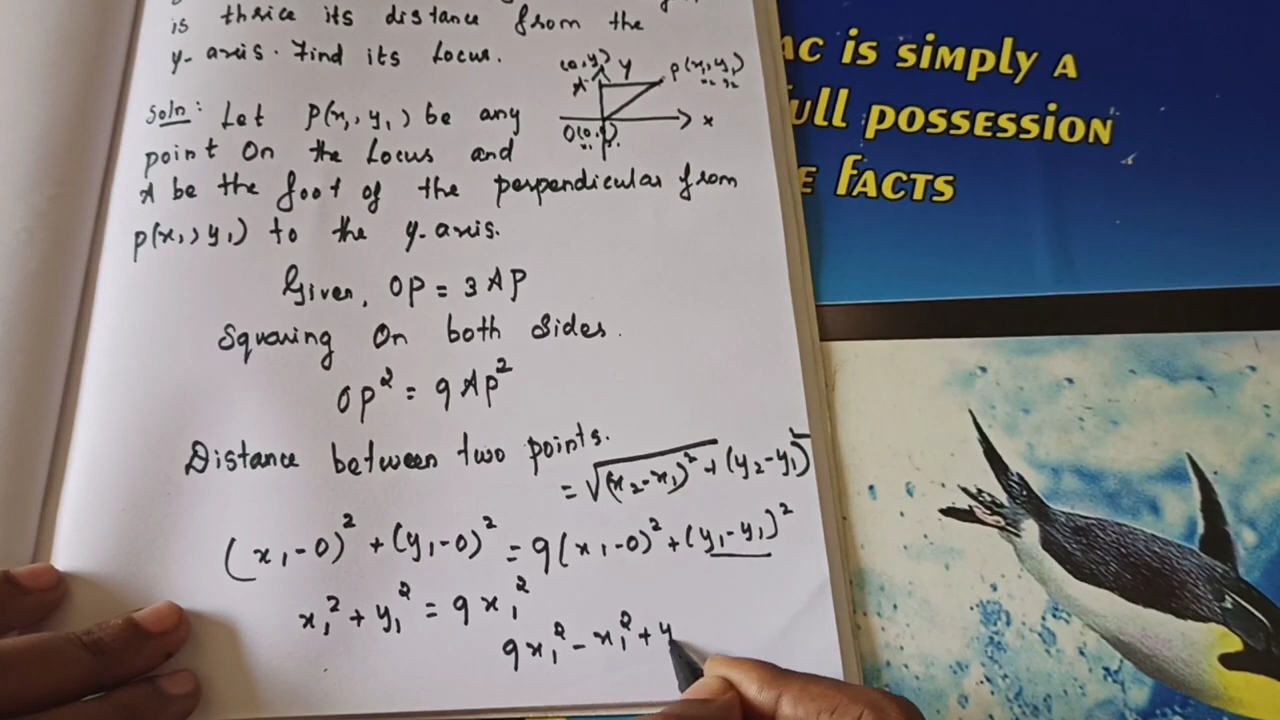 is thrice its distance from the
y-axis. Find its Locus.
(0, y₁) y P(x₁, y₁)
A x₂ y₂
x
O(0,0)
x₁
Soln: Let P(x₁, y₁) be any
point on the Locus and
A be the foot of the perpendicular from
P(x₁, y₁) to the y-axis.
Given, OP = 3AP
Squaring On both Sides.
OP² = 9AP²
Distance between two points.
= √(x₂-x₁)² + (y₂-y₁)²
(x₁-0)² + (y₁-0)² = 9(x₁-0)² + (y₁-y₁)²
x₁² + y₁² = 9x₁²
9x₁² - x₁² + y
AC is simply a
ull possession
e facts